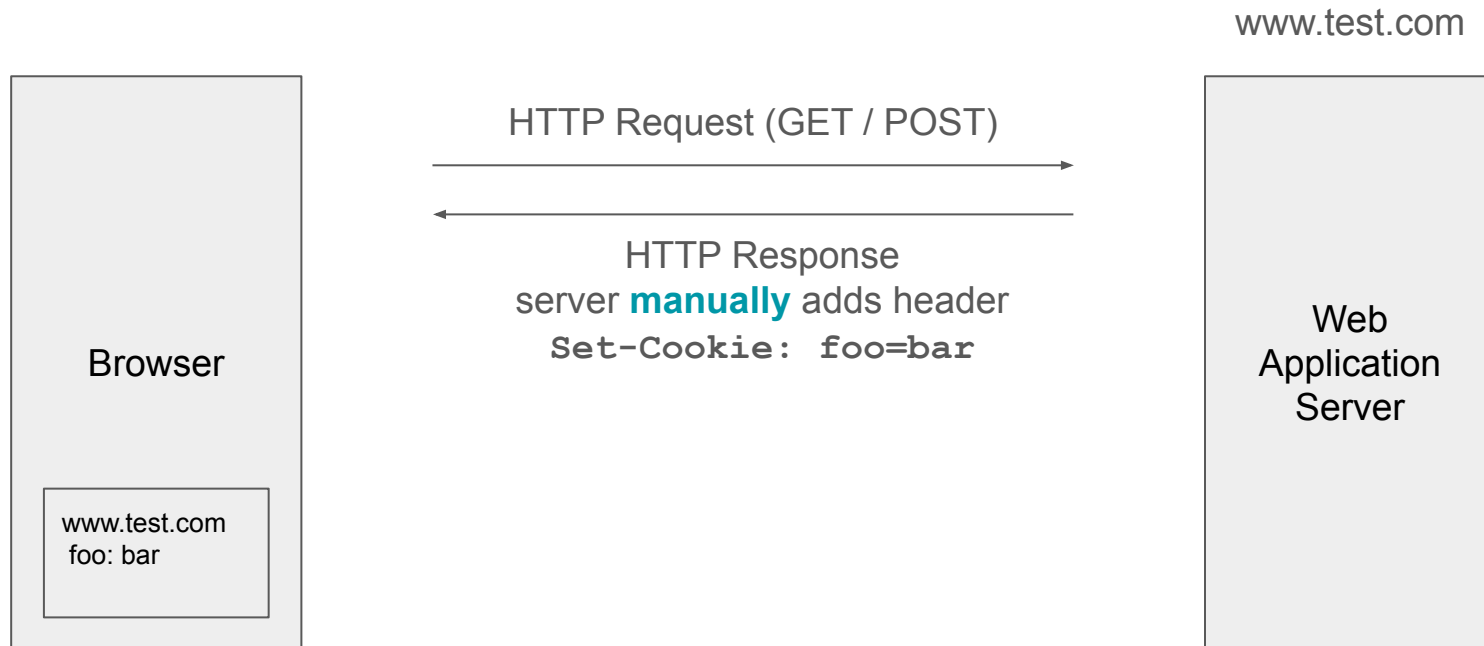 www.test.com
HTTP Request (GET / POST)
HTTP Response
server manually adds header
Set-Cookie: foo=bar
Browser
www.test.com
foo: bar
Web
Application
Server